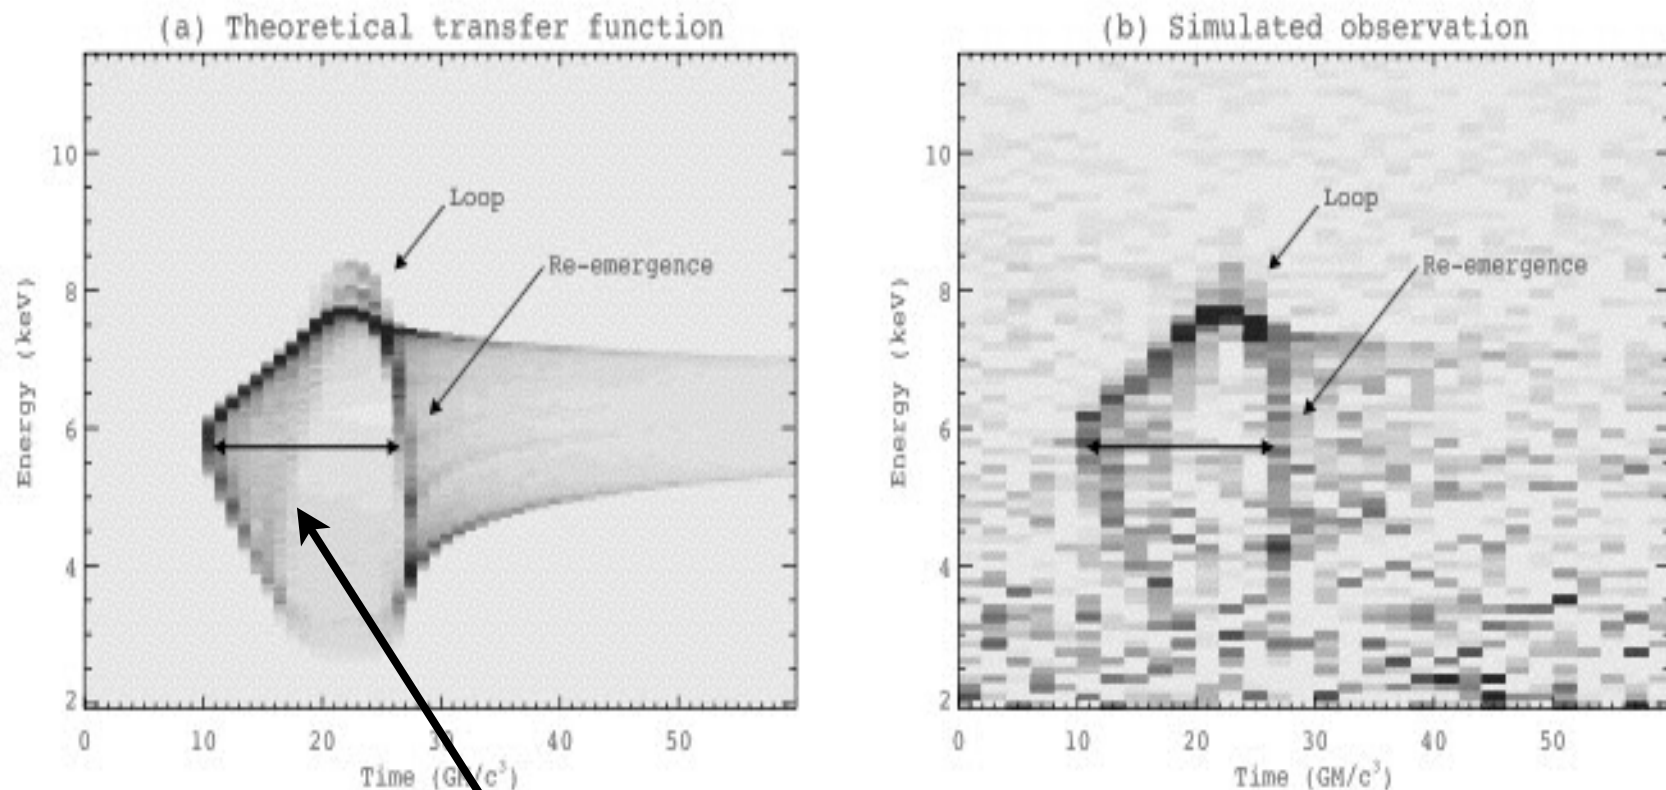 (a) Theoretical transfer function
10
8
6
4
2
Energy (keV)
Loop
Re-emergence
0 10 20 30 40 50
Time (GM/c³)
(b) Simulated observation
10
8
6
4
2
Energy (keV)
Loop
Re-emergence
0 10 20 30 40 50
Time (GM/c³)